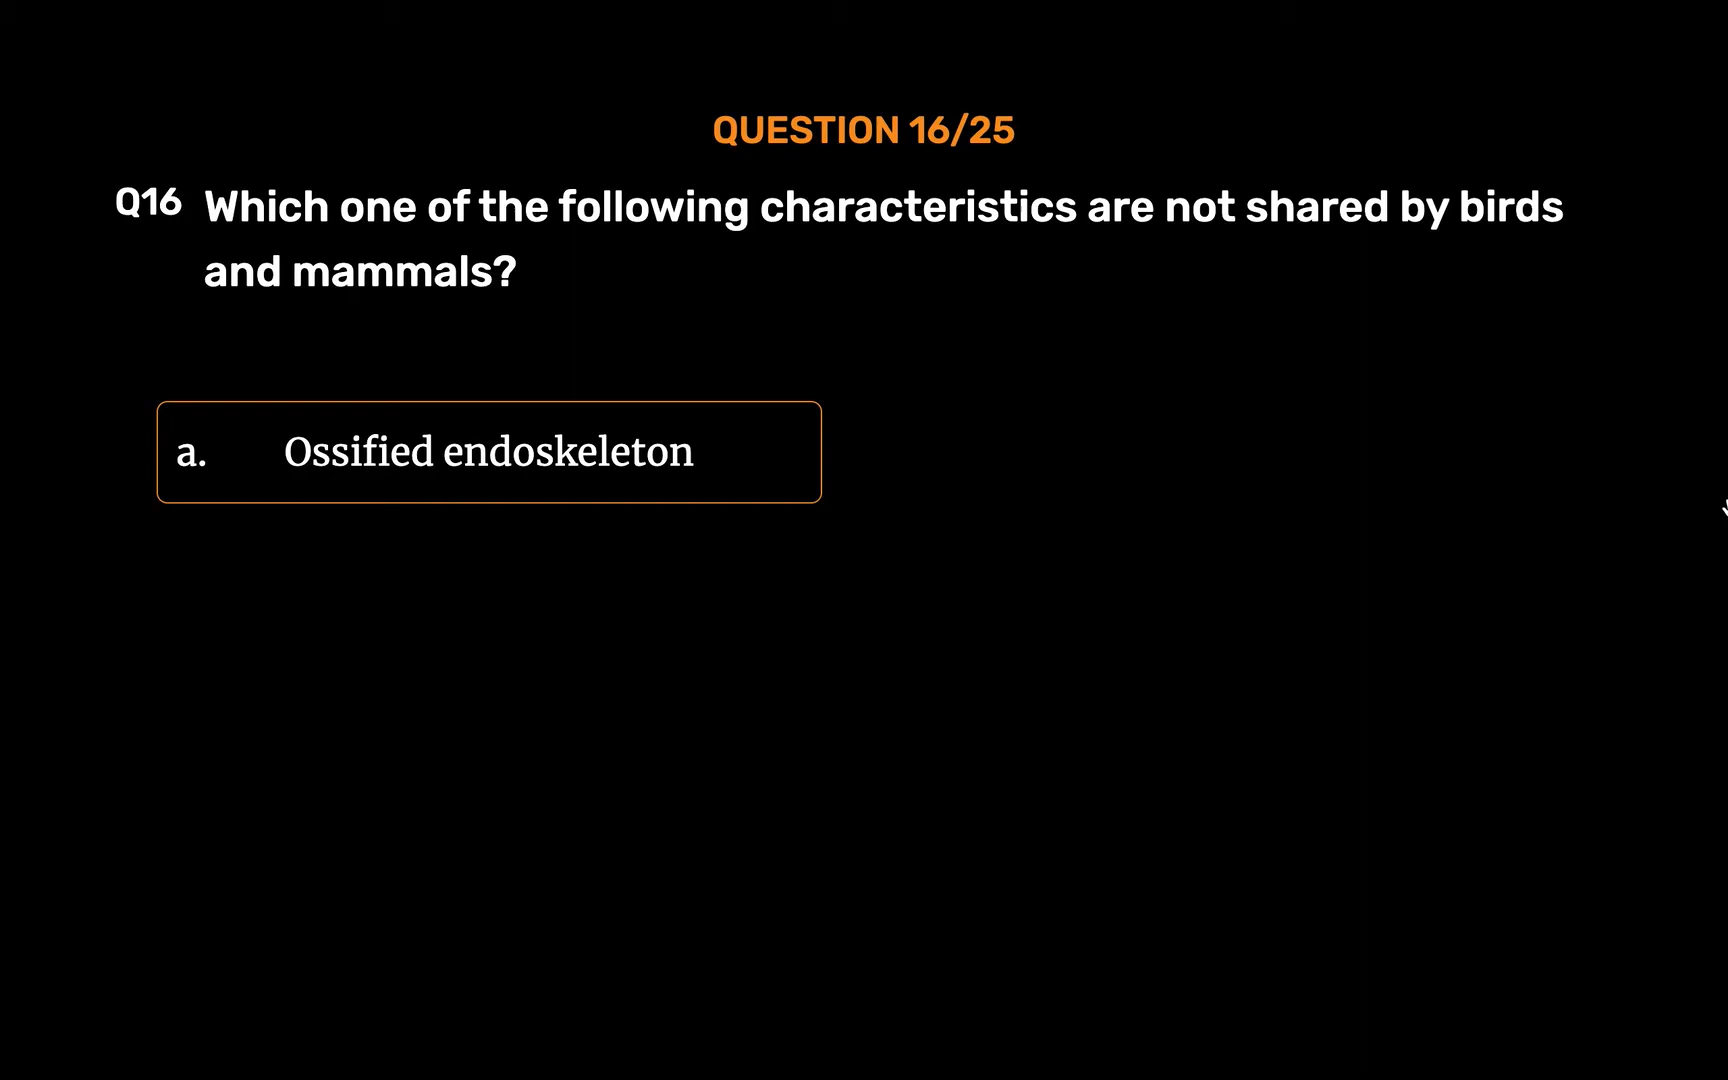 QUESTION 16/25
Q16 Which one of the following characteristics are not shared by birds
and mammals?
a. Ossified endoskeleton